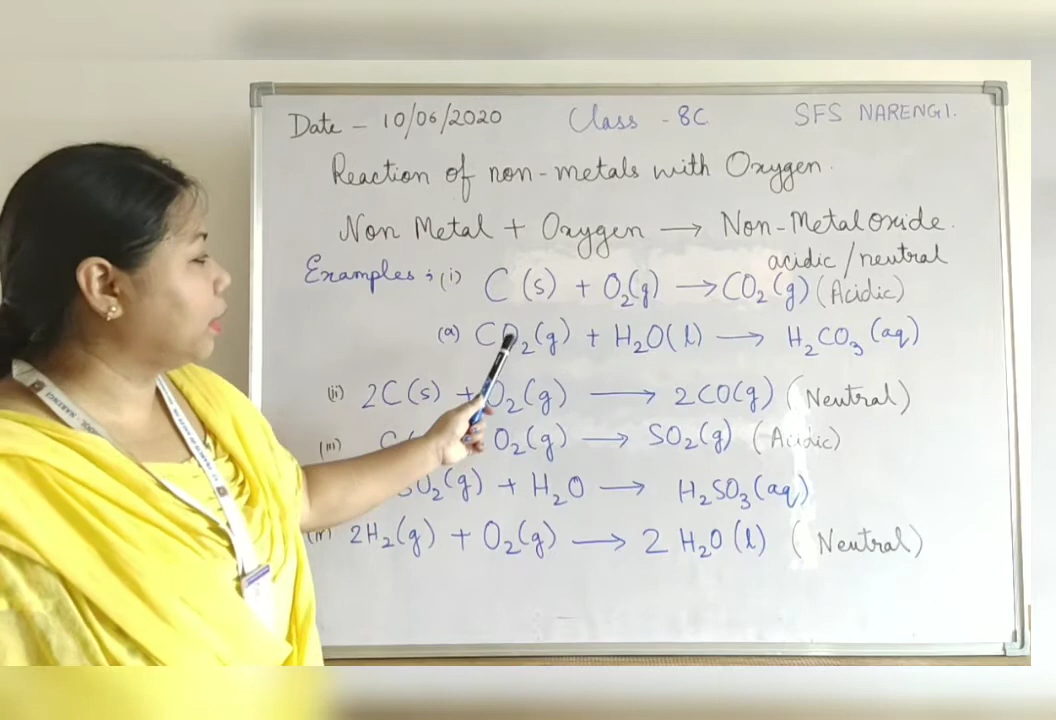 Date - 10/06/2020 Class - 8C SFS NARENGI.
Reaction of non-metals with Oxygen.
Non Metal + Oxygen → Non-Metal oxide.
acidic/neutral
Examples; (i) C (s) + O₂(g) → CO₂(g) (Acidic)
(a) CO₂(g) + H₂O(l) → H₂CO₃(aq)
(ii) 2C(s) + O₂(g) → 2CO(g) (Neutral)
(iii) O₂(g) → SO₂(g) (Acidic)
SO₂(g) + H₂O → H₂SO₃(aq)
2H₂(g) + O₂(g) → 2 H₂O (l) (Neutral)